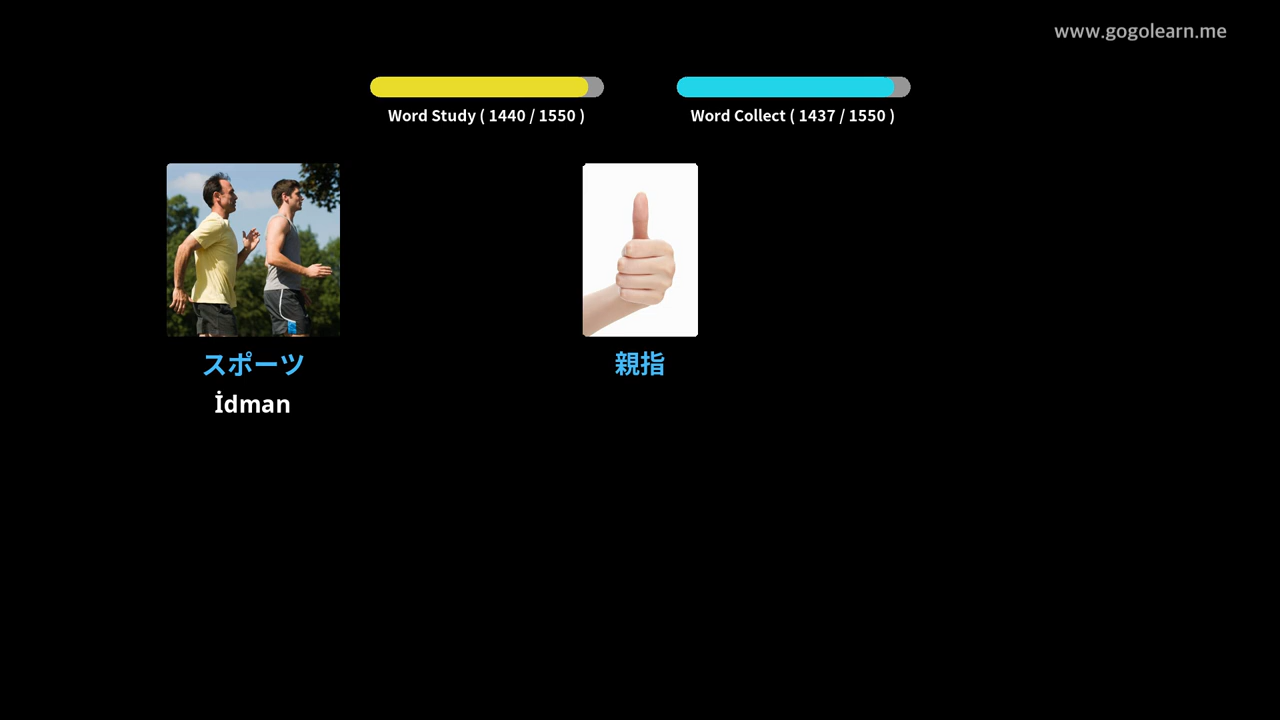 www.gogolearn.me
Word Study ( 1440 / 1550 )
Word Collect ( 1437 / 1550 )
スポーツ
İdman
親指